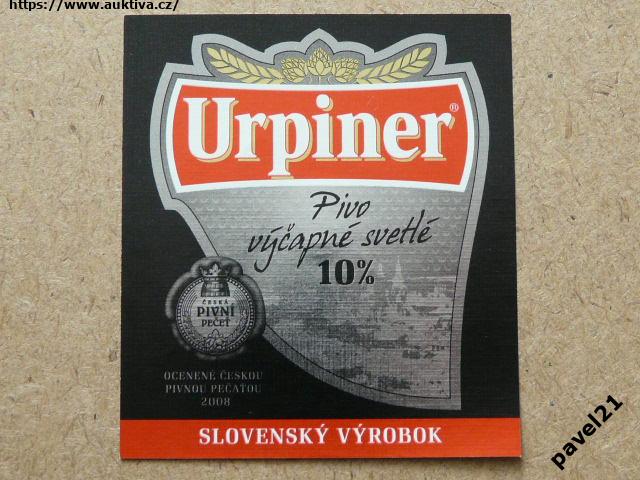 https://www.auktiva.cz/
Urpiner®
Pivo
výčapné svetlé
10%
ČESKÁ
PIVNÍ
PEČEŤ
OCENENÉ ČESKOU
PIVNOU PEČAŤOU
2008
SLOVENSKÝ VÝROBOK
pavel21